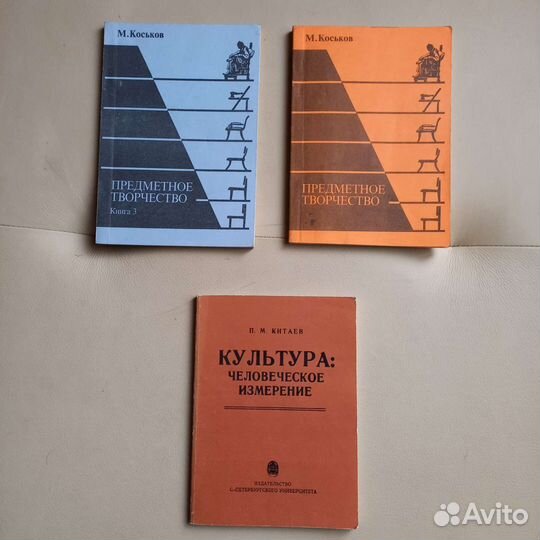 М. Коськов
ПРЕДМЕТНОЕ
ТВОРЧЕСТВО
Книга 3
М. Коськов
ПРЕДМЕТНОЕ
ТВОРЧЕСТВО
П. М. КИТАЕВ
КУЛЬТУРА:
ЧЕЛОВЕЧЕСКОЕ
ИЗМЕРЕНИЕ
ИЗДАТЕЛЬСТВО
С.-ПЕТЕРБУРГСКОГО УНИВЕРСИТЕТА
Avito